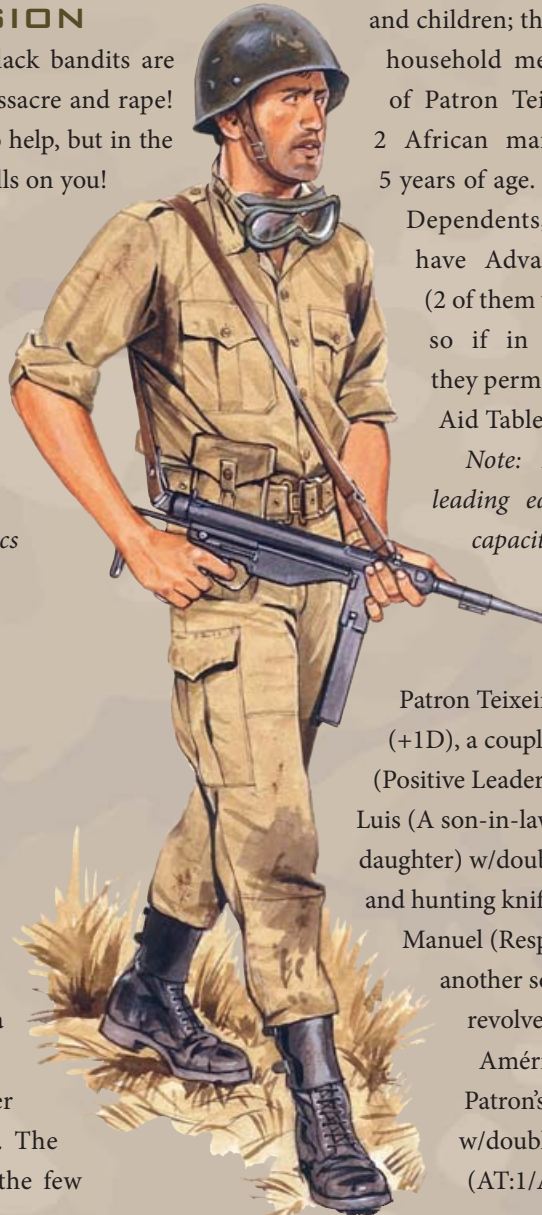 SION
lack bandits are
ssacre and rape!
o help, but in the
lls on you!
cs
a
er
. The
the few
and children; th
household me
of Patron Tei
2 African ma
5 years of age.
Dependents,
have Adva
(2 of them
so if in
they perm
Aid Table
Note:
leading ea
capacit
Patron Teixei
(+1D), a coupl
(Positive Leader
Luis (A son-in-law
daughter) w/doub
and hunting knif
Manuel (Resp
another s
revolve
Améri
Patron's
w/doubl
(AT:1/A